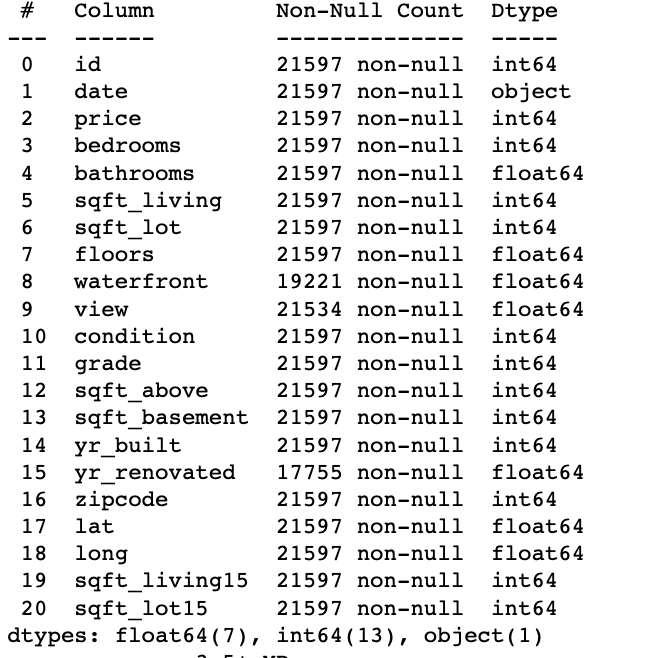 #   Column         Non-Null Count  Dtype
---  ------         --------------  -----
0   id             21597 non-null  int64
1   date           21597 non-null  object
2   price          21597 non-null  int64
3   bedrooms       21597 non-null  int64
4   bathrooms      21597 non-null  float64
5   sqft_living    21597 non-null  int64
6   sqft_lot       21597 non-null  int64
7   floors         21597 non-null  float64
8   waterfront     19221 non-null  float64
9   view           21534 non-null  float64
10  condition      21597 non-null  int64
11  grade          21597 non-null  int64
12  sqft_above     21597 non-null  int64
13  sqft_basement  21597 non-null  int64
14  yr_built       21597 non-null  int64
15  yr_renovated   17755 non-null  float64
16  zipcode        21597 non-null  int64
17  lat            21597 non-null  float64
18  long           21597 non-null  float64
19  sqft_living15  21597 non-null  int64
20  sqft_lot15     21597 non-null  int64
dtypes: float64(7), int64(13), object(1)